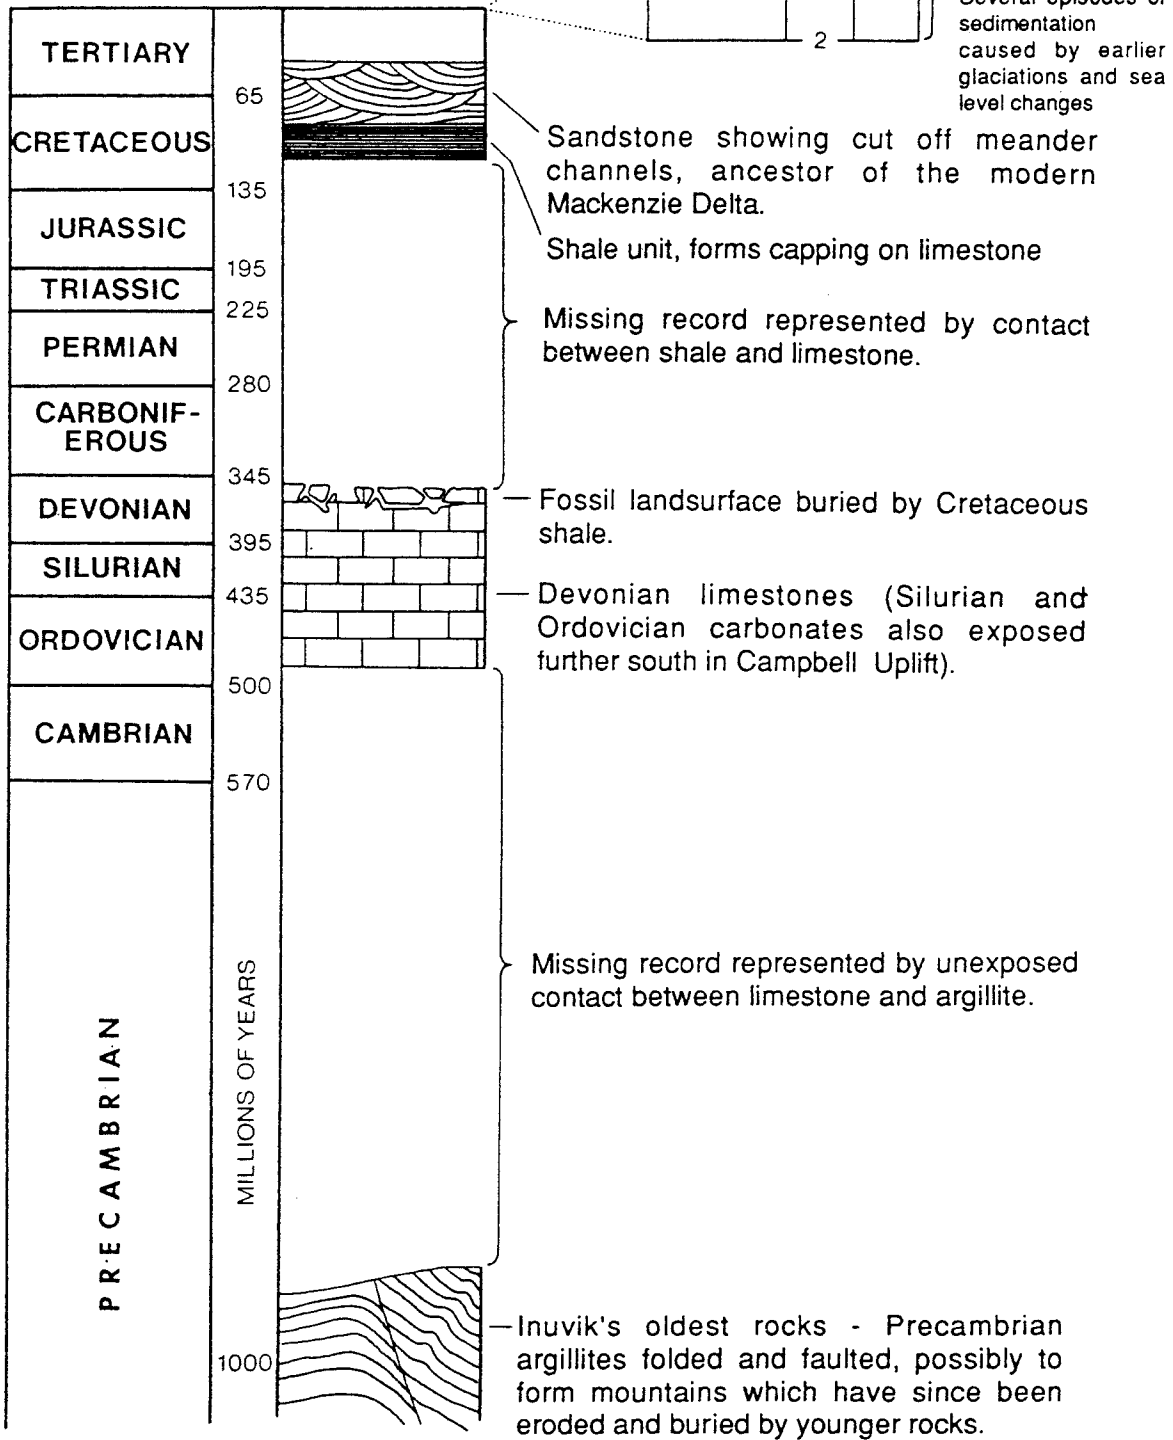 2
Several episodes of
sedimentation
caused by earlier
glaciations and sea
level changes
TERTIARY
65
CRETACEOUS
135
JURASSIC
195
TRIASSIC
225
PERMIAN
280
CARBONIF-
EROUS
345
DEVONIAN
395
SILURIAN
435
ORDOVICIAN
500
CAMBRIAN
570
PRECAMBRIAN
MILLIONS OF YEARS
1000
Sandstone showing cut off meander
channels, ancestor of the modern
Mackenzie Delta.
Shale unit, forms capping on limestone
Missing record represented by contact
between shale and limestone.
Fossil landsurface buried by Cretaceous
shale.
Devonian limestones (Silurian and
Ordovician carbonates also exposed
further south in Campbell Uplift).
Missing record represented by unexposed
contact between limestone and argillite.
Inuvik's oldest rocks - Precambrian
argillites folded and faulted, possibly to
form mountains which have since been
eroded and buried by younger rocks.